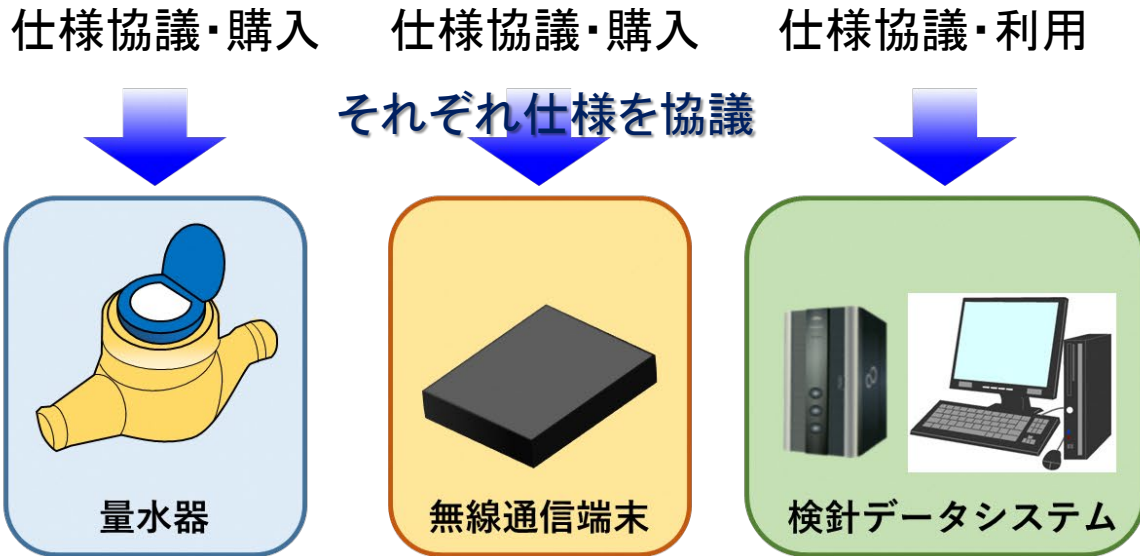 仕様協議・購入
仕様協議・購入
仕様協議・利用
それぞれ仕様を協議
量水器
無線通信端末
検針データシステム